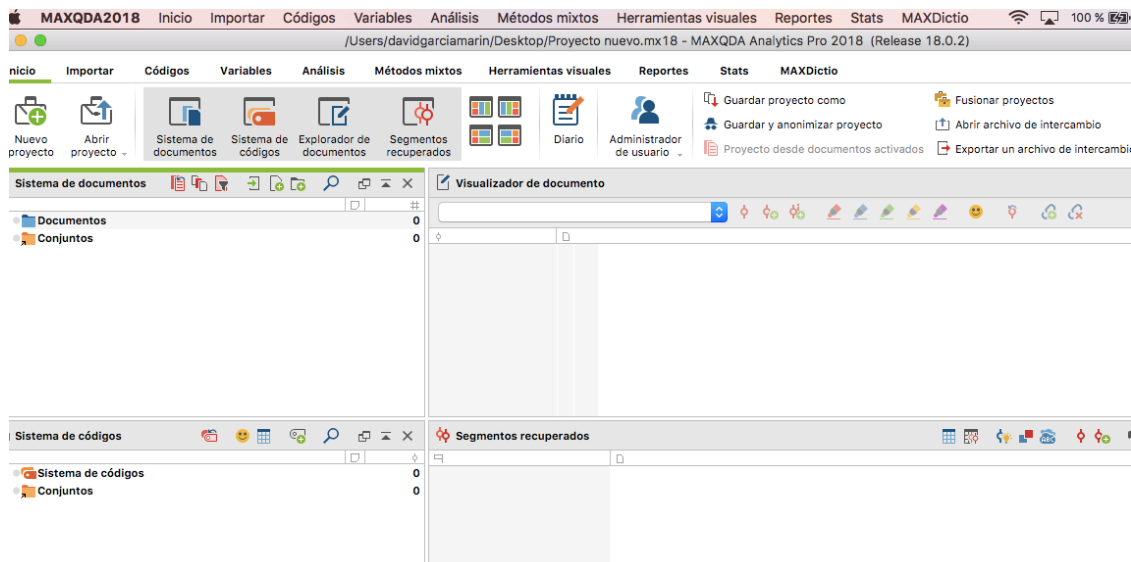 MAXQDA2018 Inicio Importar Códigos Variables Análisis Métodos mixtos Herramientas visuales Reportes Stats MAXDictio 100 %
/Users/davidgarciamarin/Desktop/Proyecto nuevo.mx18 - MAXQDA Analytics Pro 2018 (Release 18.0.2)
nicio Importar Códigos Variables Análisis Métodos mixtos Herramientas visuales Reportes Stats MAXDictio
Nuevo proyecto
Abrir proyecto
Sistema de documentos
Sistema de códigos
Explorador de documentos
Segmentos recuperados
Diario
Administrador de usuario
Guardar proyecto como
Guardar y anonimizar proyecto
Proyecto desde documentos activados
Fusionar proyectos
Abrir archivo de intercambio
Exportar un archivo de intercambi
Sistema de documentos
#
Documentos 0
Conjuntos 0
Visualizador de documento
Sistema de códigos
Sistema de códigos 0
Conjuntos 0
Segmentos recuperados
ABC